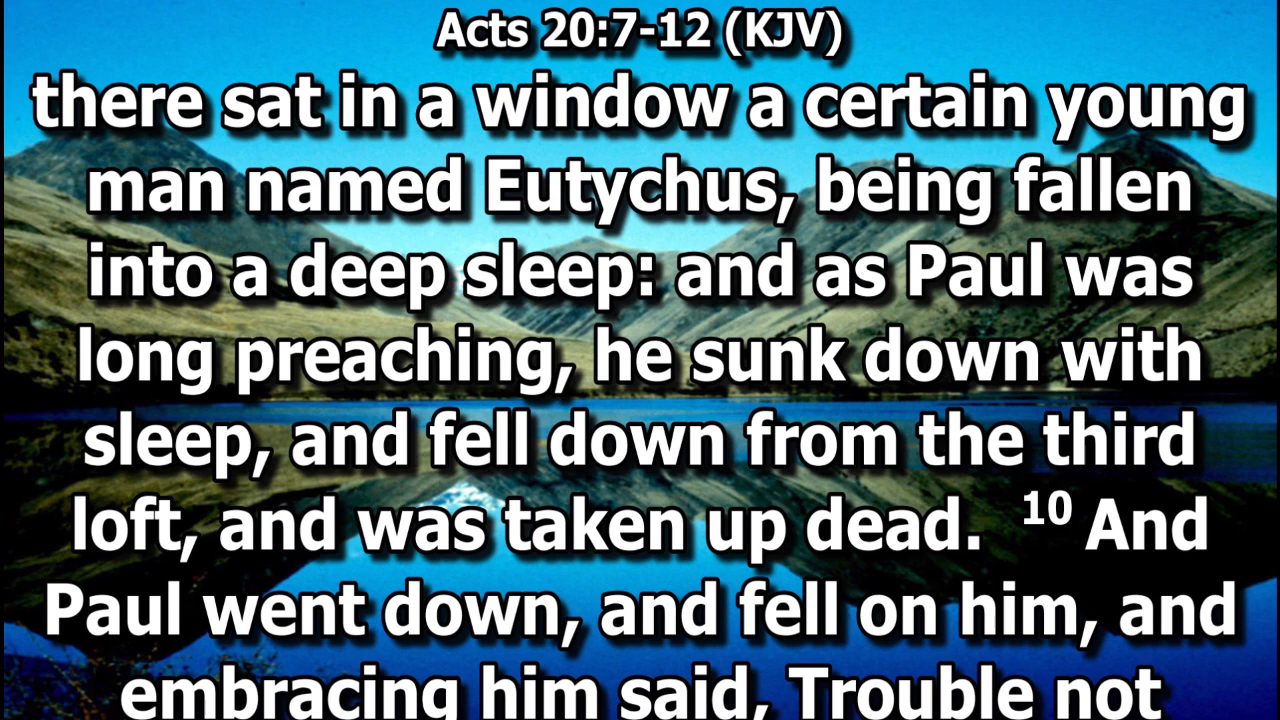 Acts 20:7-12 (KJV)
there sat in a window a certain young
man named Eutychus, being fallen
into a deep sleep: and as Paul was
long preaching, he sunk down with
sleep, and fell down from the third
loft, and was taken up dead. 10 And
Paul went down, and fell on him, and
embracing him said, Trouble not